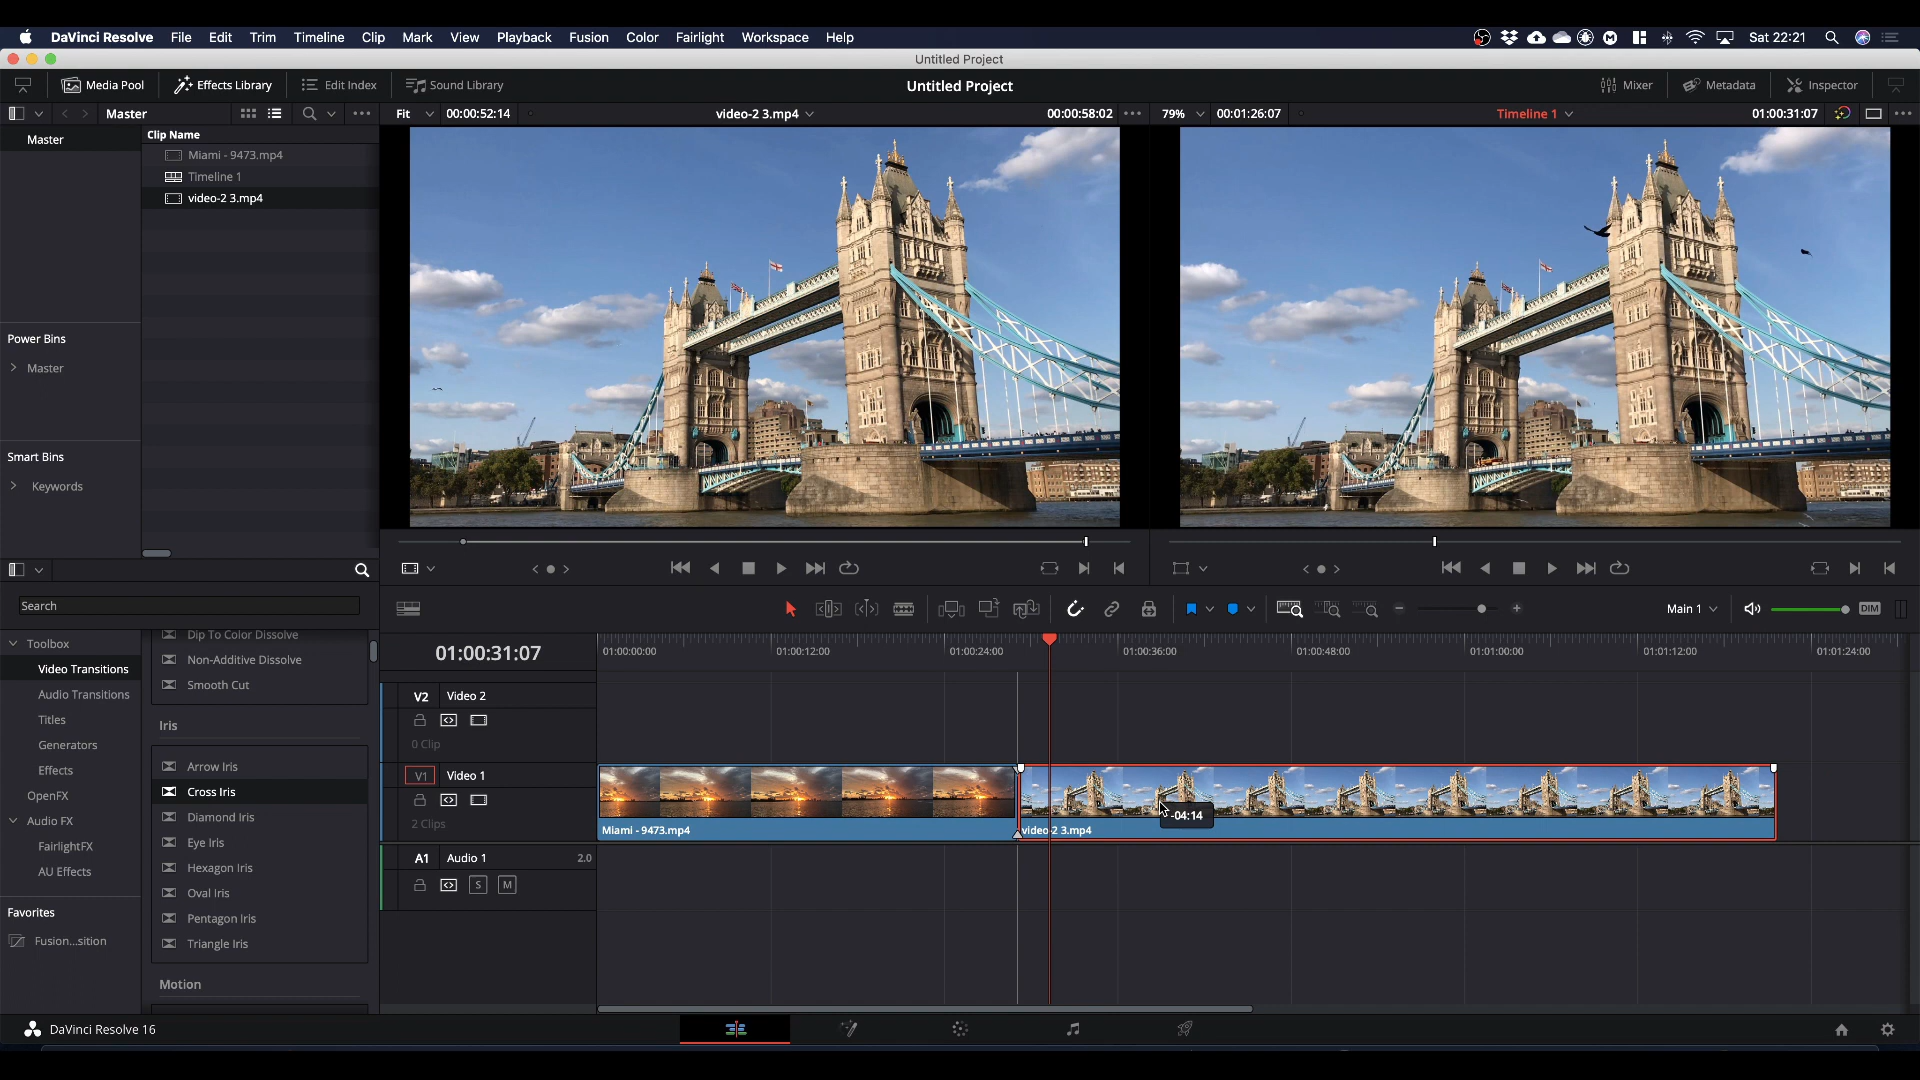 DaVinci Resolve File Edit Trim Timeline Clip Mark View Playback Fusion Color Fairlight Workspace Help Sat 22:21
Untitled Project
Media Pool Effects Library Edit Index Sound Library Untitled Project Mixer Metadata Inspector
Master Fit 00:00:52:14 video-2 3.mp4 00:00:58:02 79% 00:01:26:07 Timeline 1 01:00:31:07
Master
Clip Name
Miami - 9473.mp4
Timeline 1
video-2 3.mp4
Power Bins
Master
Smart Bins
Keywords
Search
Main 1
DIM
Toolbox
Video Transitions
Audio Transitions
Titles
Generators
Effects
OpenFX
Audio FX
FairlightFX
AU Effects
Favorites
Fusion...sition
Dip To Color Dissolve
Non-Additive Dissolve
Smooth Cut
Iris
Arrow Iris
Cross Iris
Diamond Iris
Eye Iris
Hexagon Iris
Oval Iris
Pentagon Iris
Triangle Iris
Motion
01:00:31:07
01:00:00:00 01:00:12:00 01:00:24:00 01:00:36:00 01:00:48:00 01:01:00:00 01:01:12:00 01:01:24:00
V2 Video 2
0 Clip
V1 Video 1
2 Clips
Miami - 9473.mp4
video-2 3.mp4
-04:14
A1 Audio 1 2.0
S M
DaVinci Resolve 16